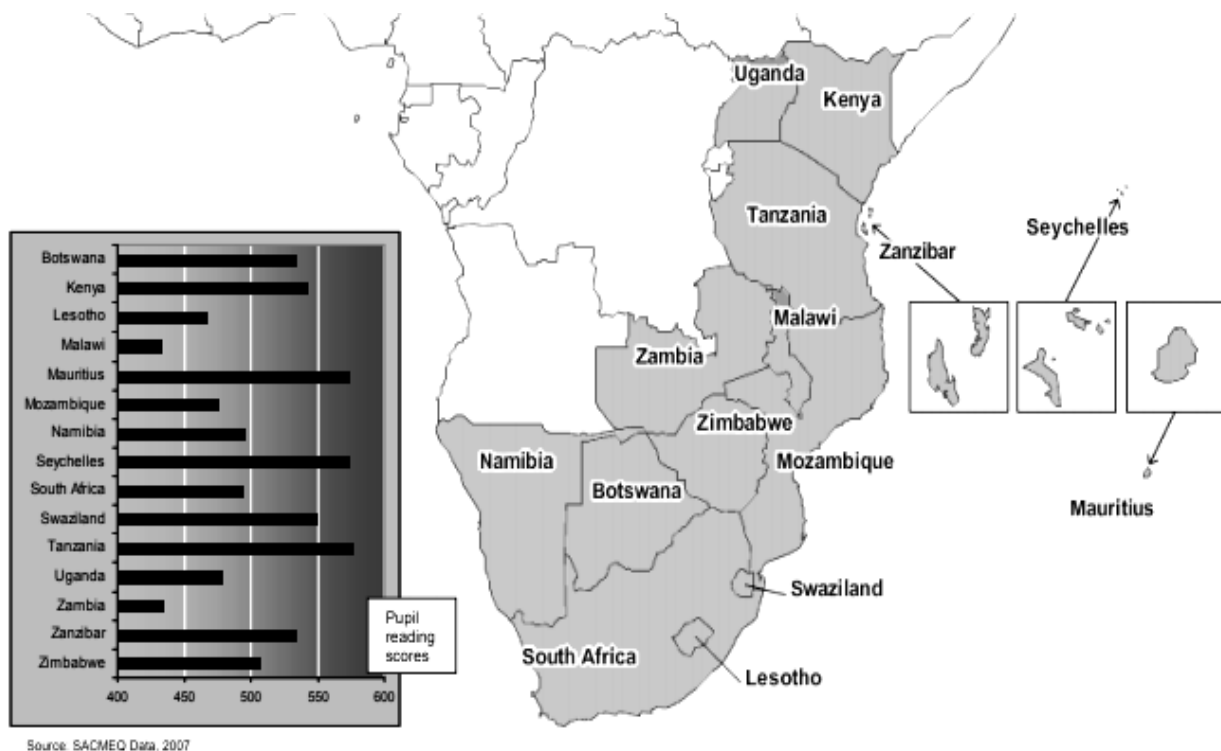 Uganda
Kenya
Tanzania
Seychelles
Zanzibar
Malawi
Zambia
Zimbabwe
Namibia
Mozambique
Botswana
Mauritius
Swaziland
South Africa
Lesotho
Botswana
Kenya
Lesotho
Malawi
Mauritius
Mozambique
Namibia
Seychelles
South Africa
Swaziland
Tanzania
Uganda
Zambia
Zanzibar
Zimbabwe
400 450 500 550 600
Pupil
reading
scores
Source: SACMEQ Data, 2007